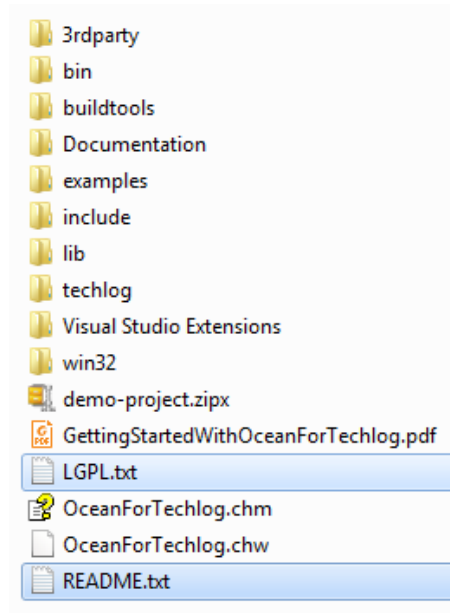 3rdparty
bin
buildtools
Documentation
examples
include
lib
techlog
Visual Studio Extensions
win32
demo-project.zipx
GettingStartedWithOceanForTechlog.pdf
LGPL.txt
OceanForTechlog.chm
OceanForTechlog.chw
README.txt